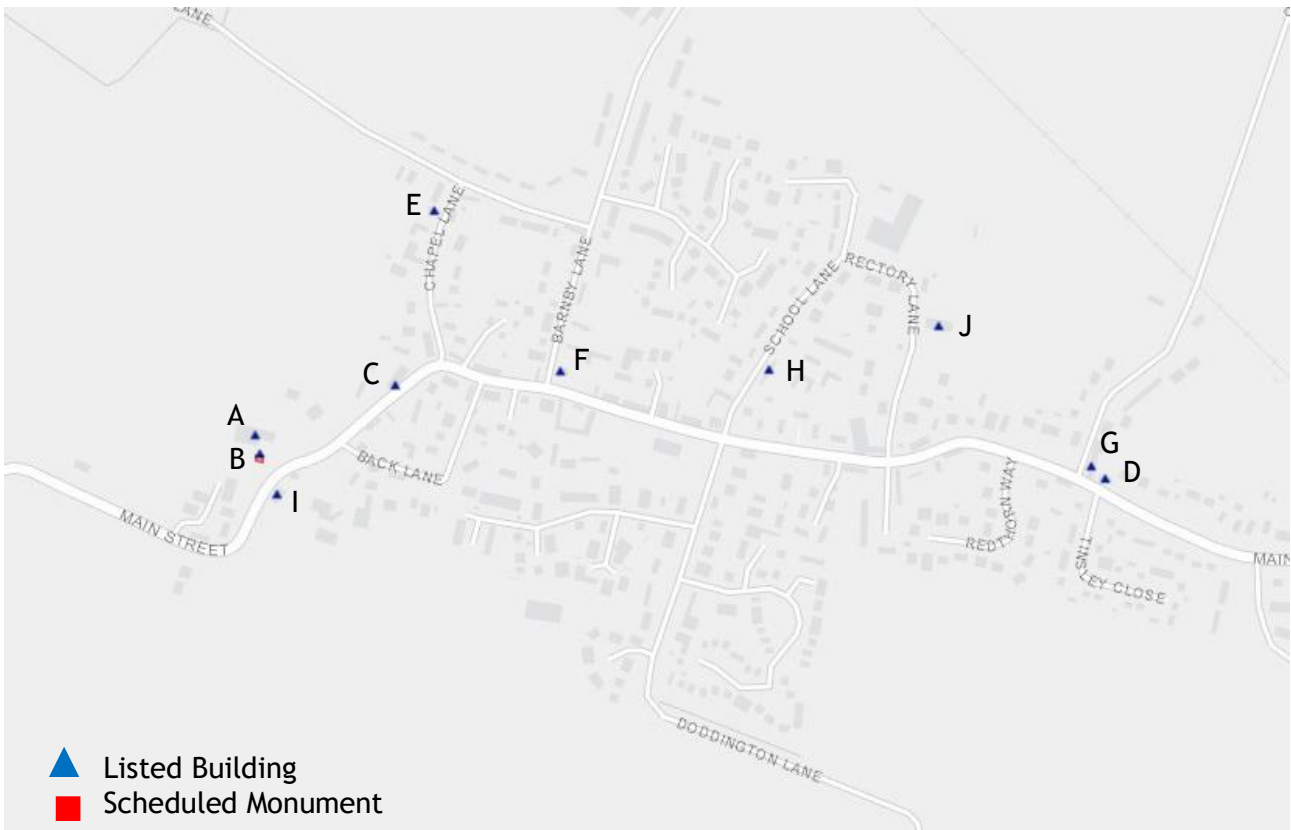 LANE
E
CHAPEL LANE
BARNBY LANE
SCHOOL LANE
RECTORY LANE
J
F
H
C
A
B
BACK LANE
I
G
D
MAIN STREET
REDTHORN WAY
TINSLEY CLOSE
MAIN
DODDINGTON LANE
Listed Building
Scheduled Monument